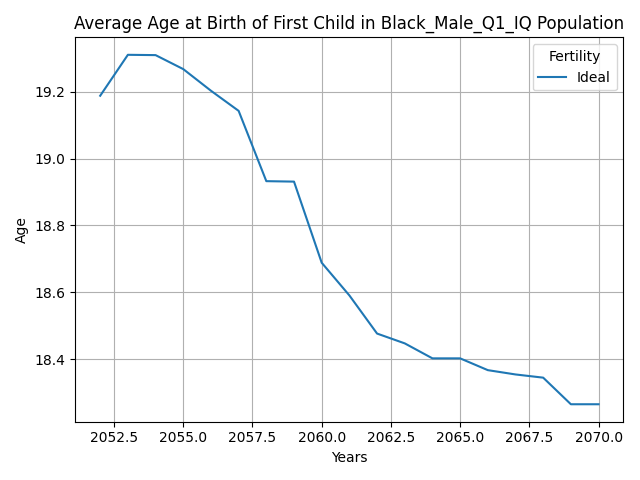 Average Age at Birth of First Child in Black_Male_Q1_IQ Population
Fertility
Ideal
19.2
19.0
18.8
18.6
18.4
Age
2052.5 2055.0 2057.5 2060.0 2062.5 2065.0 2067.5 2070.0
Years